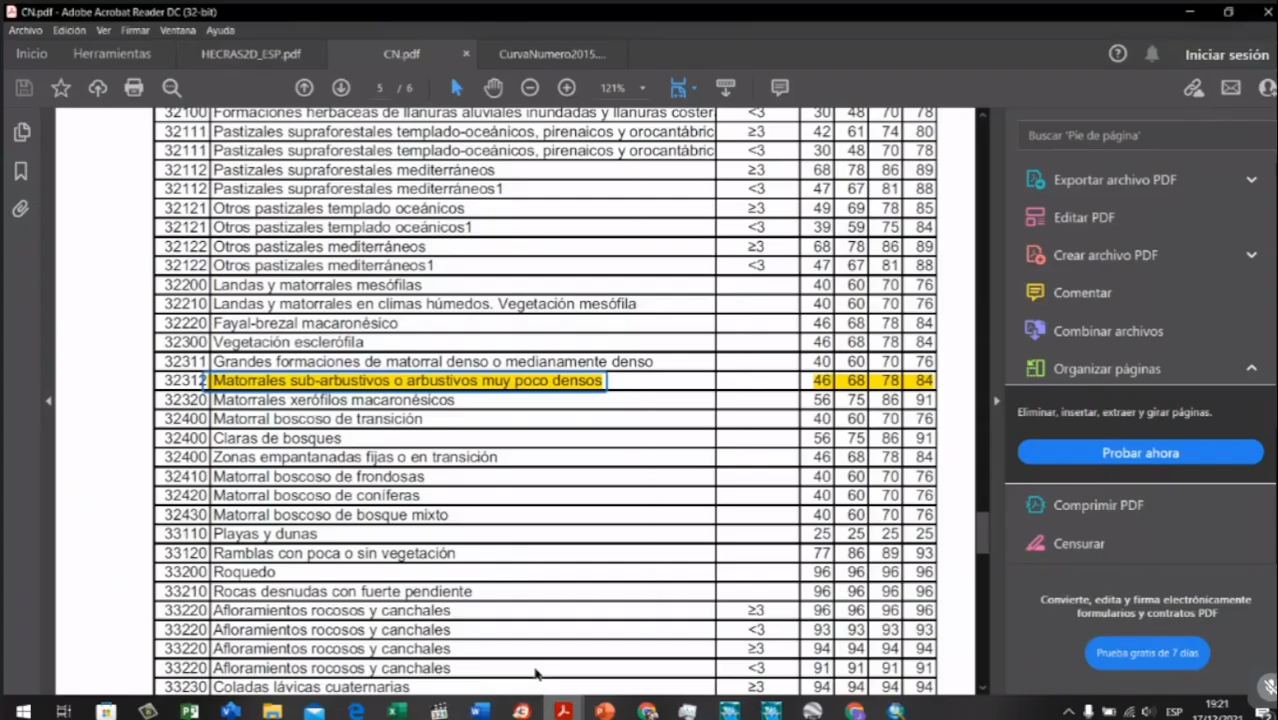 CN.pdf - Adobe Acrobat Reader DC (32-bit)
Archivo Edición Ver Firmar Ventana Ayuda
Inicio Herramientas HECRAS2D_ESP.pdf CN.pdf × CurvaNumero2015.... Iniciar sesión
5 / 6 121%
32100 Formaciones herbáceas de llanuras aluviales inundadas y llanuras coster <3 30 48 70 78
32111 Pastizales supraforestales templado-oceánicos, pirenaicos y orocantábric ≥3 42 61 74 80
32111 Pastizales supraforestales templado-oceánicos, pirenaicos y orocantábric <3 30 48 70 78
32112 Pastizales supraforestales mediterráneos ≥3 68 78 86 89
32112 Pastizales supraforestales mediterráneos1 <3 47 67 81 88
32121 Otros pastizales templado oceánicos ≥3 49 69 78 85
32121 Otros pastizales templado oceánicos1 <3 39 59 75 84
32122 Otros pastizales mediterráneos ≥3 68 78 86 89
32122 Otros pastizales mediterráneos1 <3 47 67 81 88
32200 Landas y matorrales mesófilas 40 60 70 76
32210 Landas y matorrales en climas húmedos. Vegetación mesófila 40 60 70 76
32220 Fayal-brezal macaronésico 46 68 78 84
32300 Vegetación esclerófila 46 68 78 84
32311 Grandes formaciones de matorral denso o medianamente denso 40 60 70 76
32312 Matorrales sub-arbustivos o arbustivos muy poco densos 46 68 78 84
32320 Matorrales xerófilos macaronésicos 56 75 86 91
32400 Matorral boscoso de transición 40 60 70 76
32400 Claras de bosques 56 75 86 91
32400 Zonas empantanadas fijas o en transición 46 68 78 84
32410 Matorral boscoso de frondosas 40 60 70 76
32420 Matorral boscoso de coníferas 40 60 70 76
32430 Matorral boscoso de bosque mixto 40 60 70 76
33110 Playas y dunas 25 25 25 25
33120 Ramblas con poca o sin vegetación 77 86 89 93
33200 Roquedo 96 96 96 96
33210 Rocas desnudas con fuerte pendiente 96 96 96 96
33220 Afloramientos rocosos y canchales ≥3 96 96 96 96
33220 Afloramientos rocosos y canchales <3 93 93 93 93
33220 Afloramientos rocosos y canchales ≥3 94 94 94 94
33220 Afloramientos rocosos y canchales <3 91 91 91 91
33230 Coladas lávicas cuaternarias ≥3 94 94 94 94
Buscar 'Pie de página'
Exportar archivo PDF
Editar PDF
Crear archivo PDF
Comentar
Combinar archivos
Organizar páginas
Eliminar, insertar, extraer y girar páginas.
Probar ahora
Comprimir PDF
Censurar
Convierte, edita y firma electrónicamente
formularios y contratos PDF
Prueba gratis de 7 días
ESP 19:21
17/12/2021